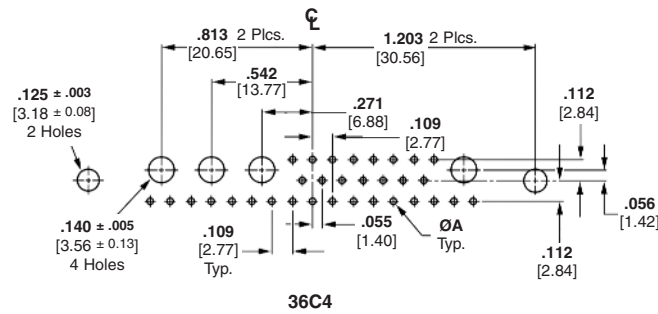 ℄
.813 2 Plcs.
[20.65]
1.203 2 Plcs.
[30.56]
.542
[13.77]
.125 ± .003
[3.18 ± 0.08]
2 Holes
.271
[6.88]
.112
[2.84]
.109
[2.77]
.140 ± .005
[3.56 ± 0.13]
4 Holes
.109
[2.77]
Typ.
.055
[1.40]
ØA
Typ.
.112
[2.84]
.056
[1.42]
36C4